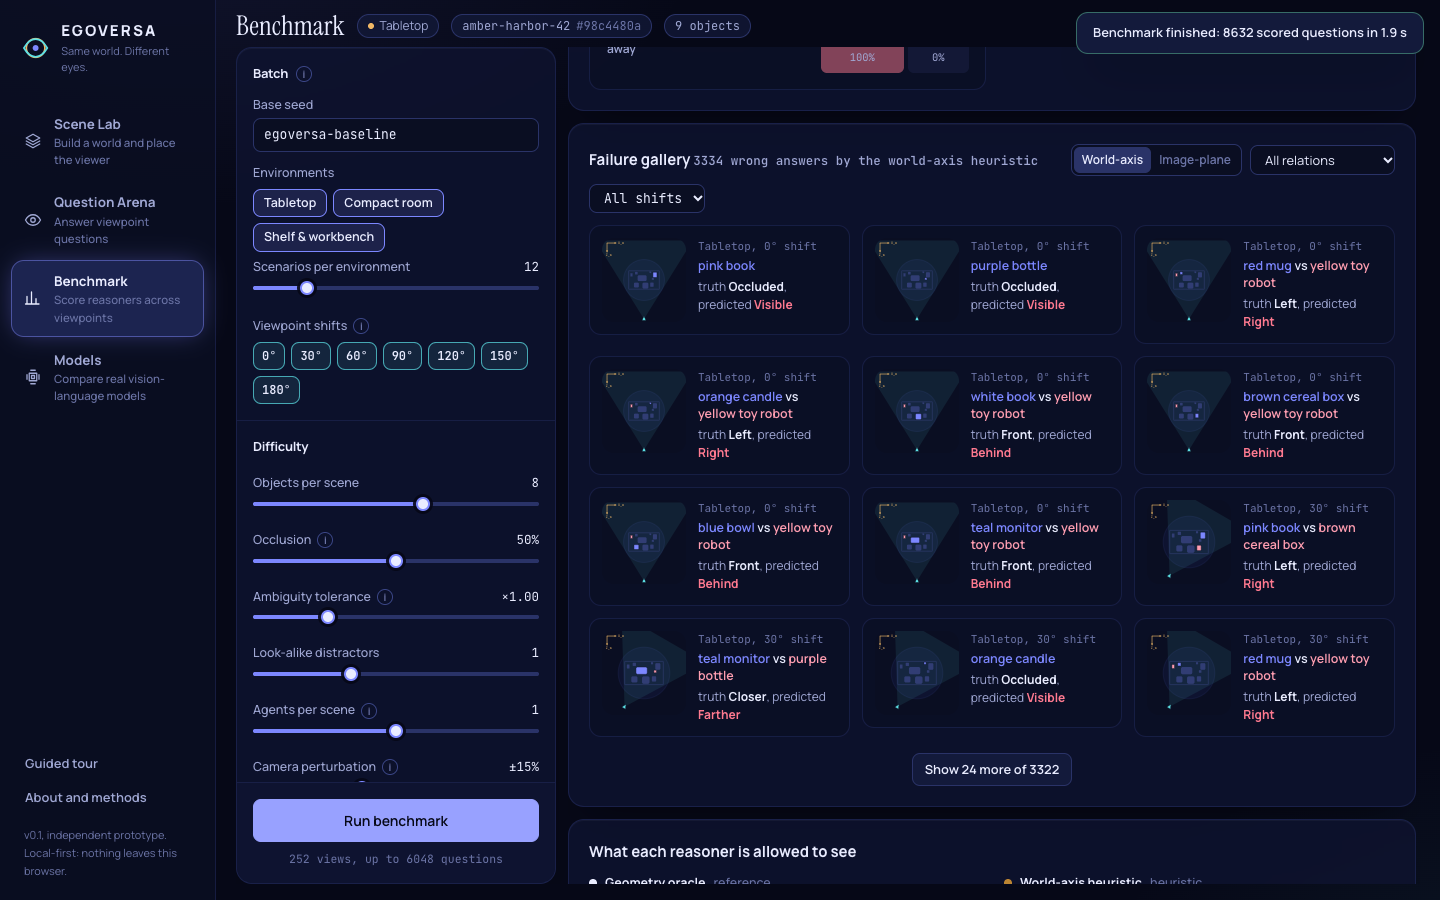 EGOVERSA
Same world. Different
eyes.
Scene Lab
Build a world and place
the viewer
Question Arena
Answer viewpoint
questions
Benchmark
Score reasoners across
viewpoints
Models
Compare real vision-
language models
Guided tour
About and methods
v0.1, independent prototype.
Local-first: nothing leaves this
browser.
Benchmark
Tabletop
amber-harbor-42 #98c4480a
9 objects
Benchmark finished: 8632 scored questions in 1.9 s
Batch
Base seed
egoversa-baseline
Environments
Tabletop
Compact room
Shelf & workbench
Scenarios per environment 12
Viewpoint shifts
0° 30° 60° 90° 120° 150°
180°
Difficulty
Objects per scene 8
Occlusion 50%
Ambiguity tolerance ×1.00
Look-alike distractors 1
Agents per scene 1
Camera perturbation ±15%
Run benchmark
252 views, up to 6048 questions
away
100% 0%
Failure gallery 3334 wrong answers by the world-axis heuristic
World-axis Image-plane
All relations
All shifts
Tabletop, 0° shift
pink book
truth Occluded,
predicted Visible
Tabletop, 0° shift
purple bottle
truth Occluded,
predicted Visible
Tabletop, 0° shift
red mug vs yellow toy
robot
truth Left, predicted
Right
Tabletop, 0° shift
orange candle vs
yellow toy robot
truth Left, predicted
Right
Tabletop, 0° shift
white book vs yellow
toy robot
truth Front, predicted
Behind
Tabletop, 0° shift
brown cereal box vs
yellow toy robot
truth Front, predicted
Behind
Tabletop, 0° shift
blue bowl vs yellow toy
robot
truth Front, predicted
Behind
Tabletop, 0° shift
teal monitor vs yellow
toy robot
truth Front, predicted
Behind
Tabletop, 30° shift
pink book vs brown
cereal box
truth Left, predicted
Right
Tabletop, 30° shift
teal monitor vs purple
bottle
truth Closer, predicted
Farther
Tabletop, 30° shift
orange candle
truth Occluded,
predicted Visible
Tabletop, 30° shift
red mug vs yellow toy
robot
truth Left, predicted
Right
Show 24 more of 3322
What each reasoner is allowed to see
Geometry oracle reference
World-axis heuristic heuristic